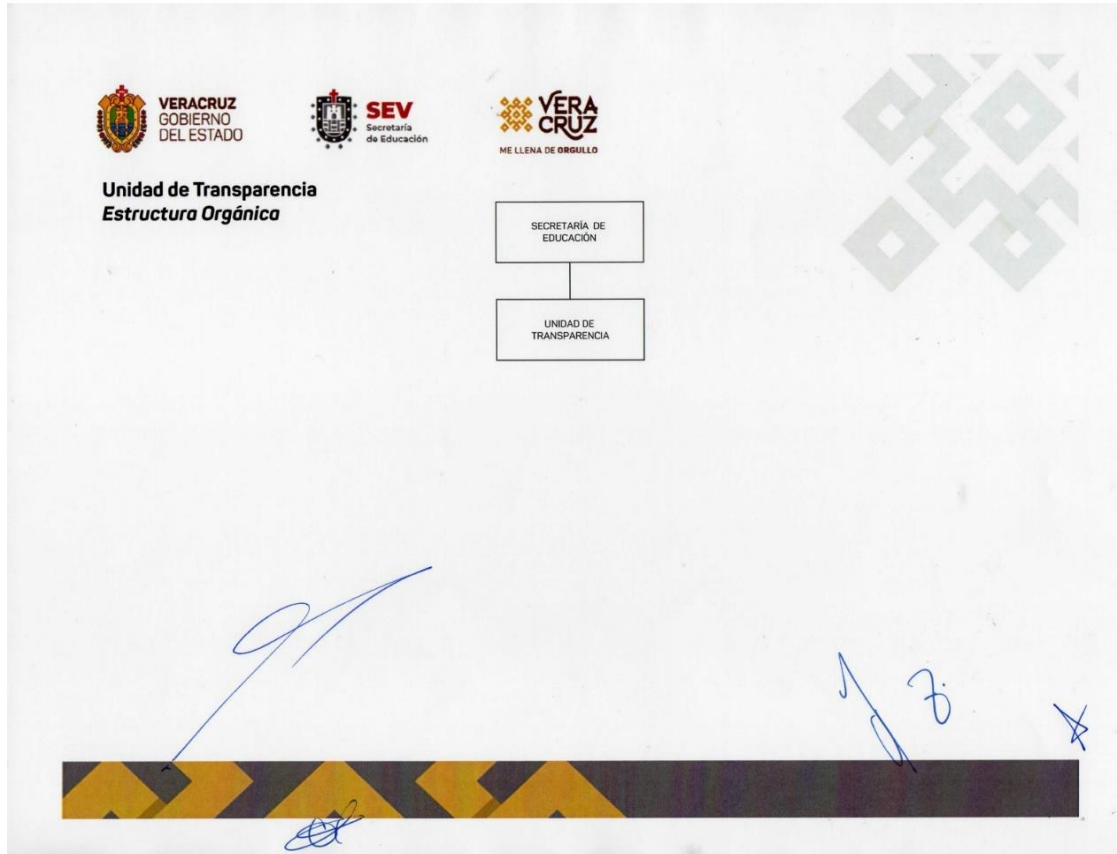 VERACRUZ
GOBIERNO
DEL ESTADO
SEV
Secretaría
de Educación
VERA
CRUZ
ME LLENA DE ORGULLO
Unidad de Transparencia
Estructura Orgánica
SECRETARÍA DE
EDUCACIÓN
UNIDAD DE
TRANSPARENCIA